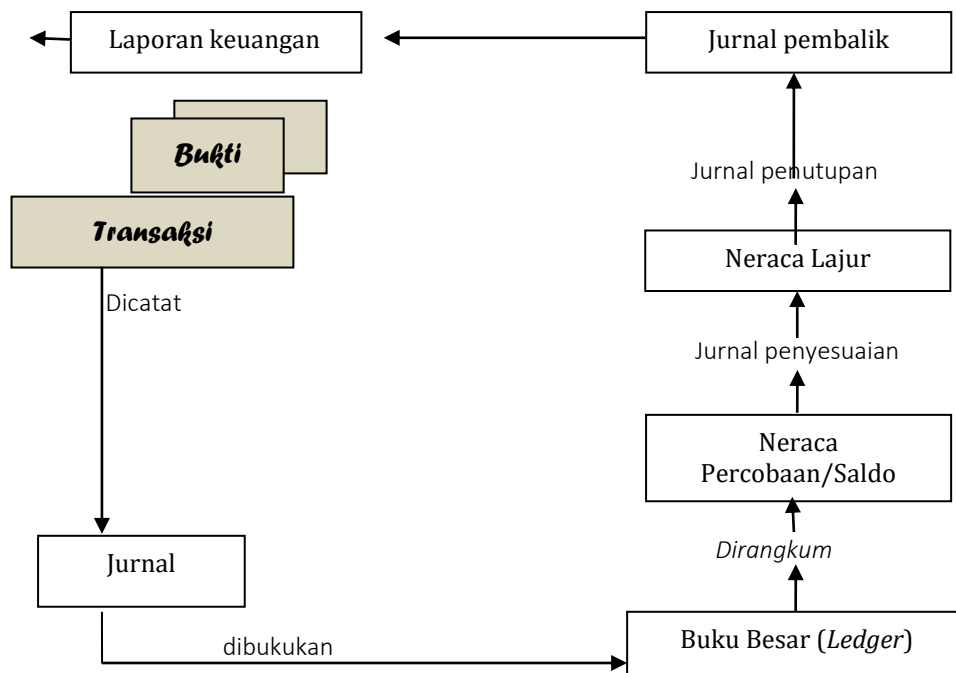 Laporan keuangan
Jurnal pembalik
Bukti
Transaksi
Dicatat
Jurnal
dibukukan
Jurnal penutupan
Neraca Lajur
Jurnal penyesuaian
Neraca
Percobaan/Saldo
Dirangkum
Buku Besar (Ledger)